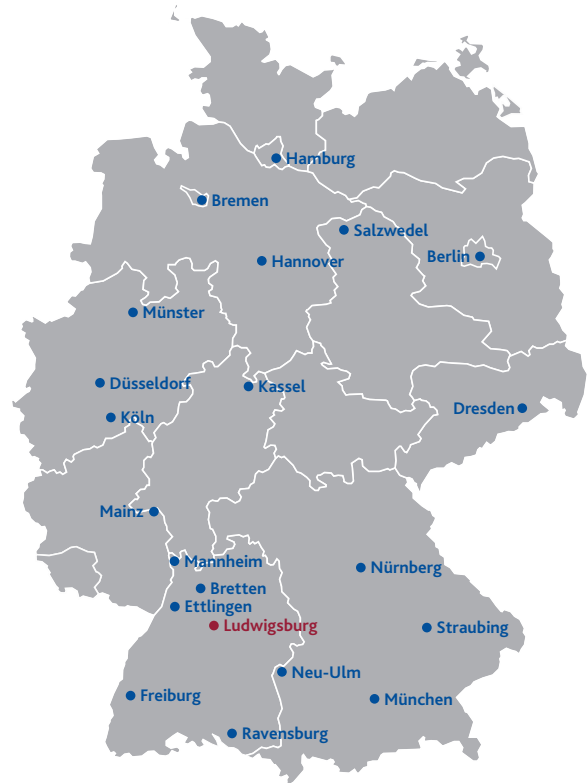 Hamburg
Bremen
Salzwedel
Berlin
Hannover
Münster
Düsseldorf
Kassel
Dresden
Köln
Mainz
Mannheim
Nürnberg
Bretten
Ettlingen
Ludwigsburg
Straubing
Neu-Ulm
Freiburg
München
Ravensburg